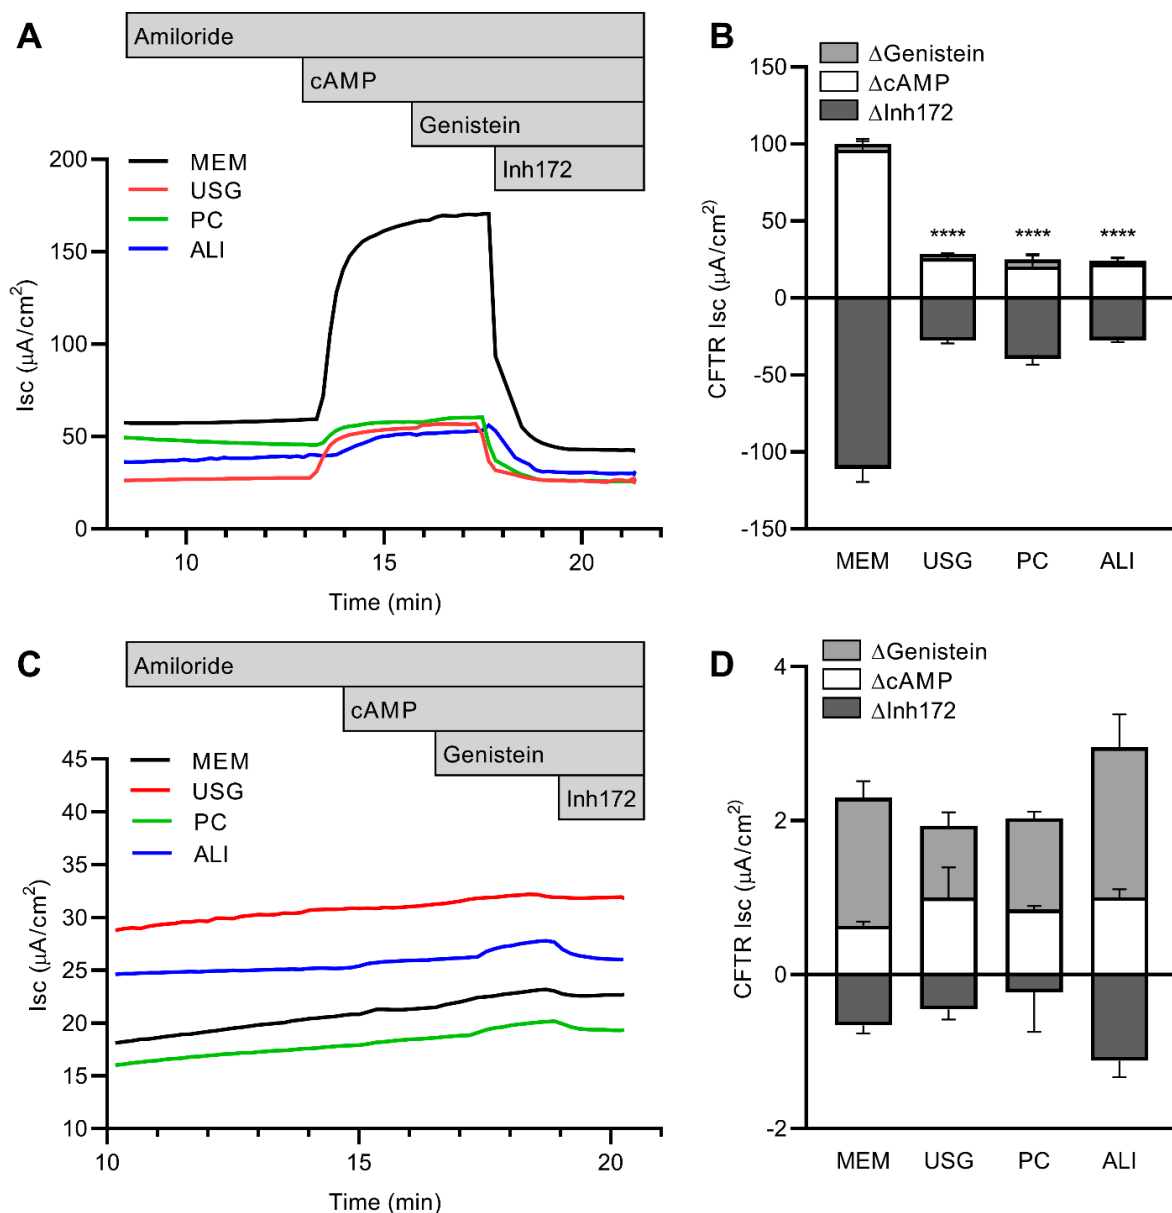 A
Amiloride
cAMP
Genistein
Inh172
MEM
USG
PC
ALI
200
150
100
50
0
Isc (μA/cm²)
10
15
20
Time (min)
B
ΔGenistein
ΔcAMP
ΔInh172
150
100
50
0
-50
-100
-150
CFTR Isc (μA/cm²)
**** **** ****
MEM USG PC ALI
C
Amiloride
cAMP
Genistein
Inh172
MEM
USG
PC
ALI
45
40
35
30
25
20
15
10
Isc (μA/cm²)
10
15
20
Time (min)
D
ΔGenistein
ΔcAMP
ΔInh172
4
2
0
-2
CFTR Isc (μA/cm²)
MEM USG PC ALI